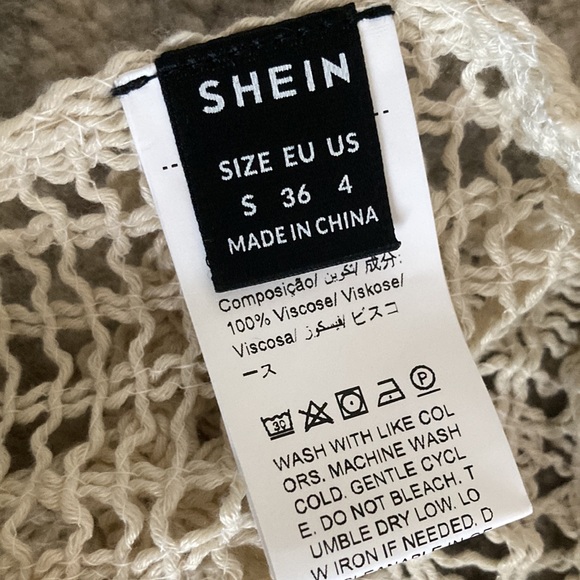 SHEIN
SIZE EU US
S 36 4
MADE IN CHINA
Composição/ تكوين/ 成分:
100% Viscose/ Viskose/
Viscosa/ فيسكوز/ ビスコ
ース
30
P
WASH WITH LIKE COL
ORS. MACHINE WASH
COLD. GENTLE CYCL
E. DO NOT BLEACH. T
UMBLE DRY LOW. LO
W IRON IF NEEDED. D